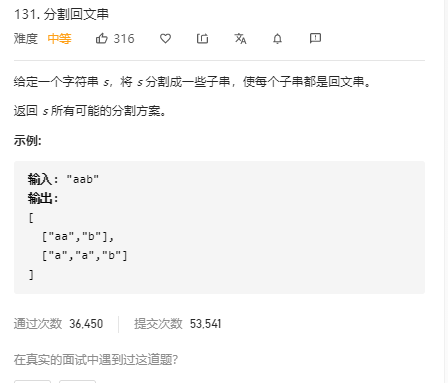 131. 分割回文串
难度 中等 316
给定一个字符串 s，将 s 分割成一些子串，使每个子串都是回文串。
返回 s 所有可能的分割方案。
示例:
输入: "aab"
输出:
[
  ["aa","b"],
  ["a","a","b"]
]
通过次数 36,450 提交次数 53,541
在真实的面试中遇到过这道题?